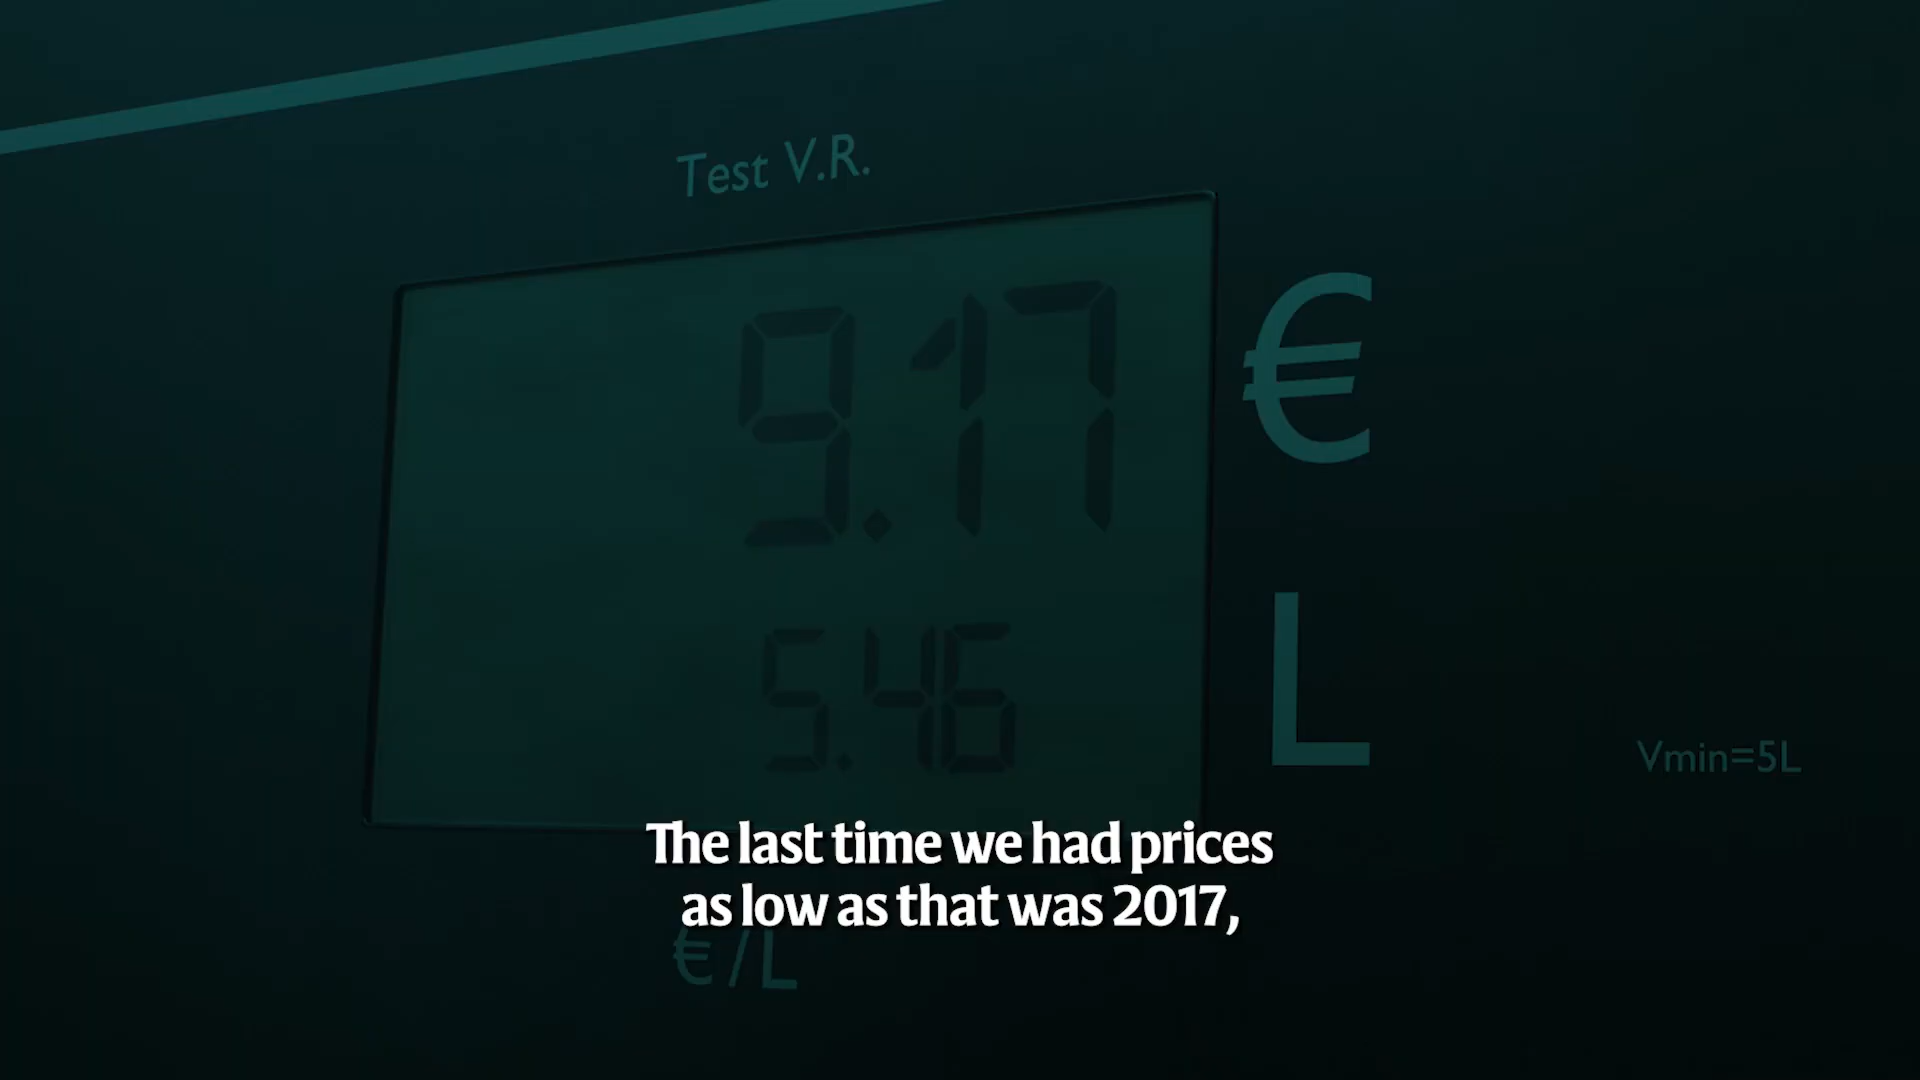 Test V.R.
9.17 €
5.46 L
Vmin=5L
The last time we had prices
as low as that was 2017,
€/L